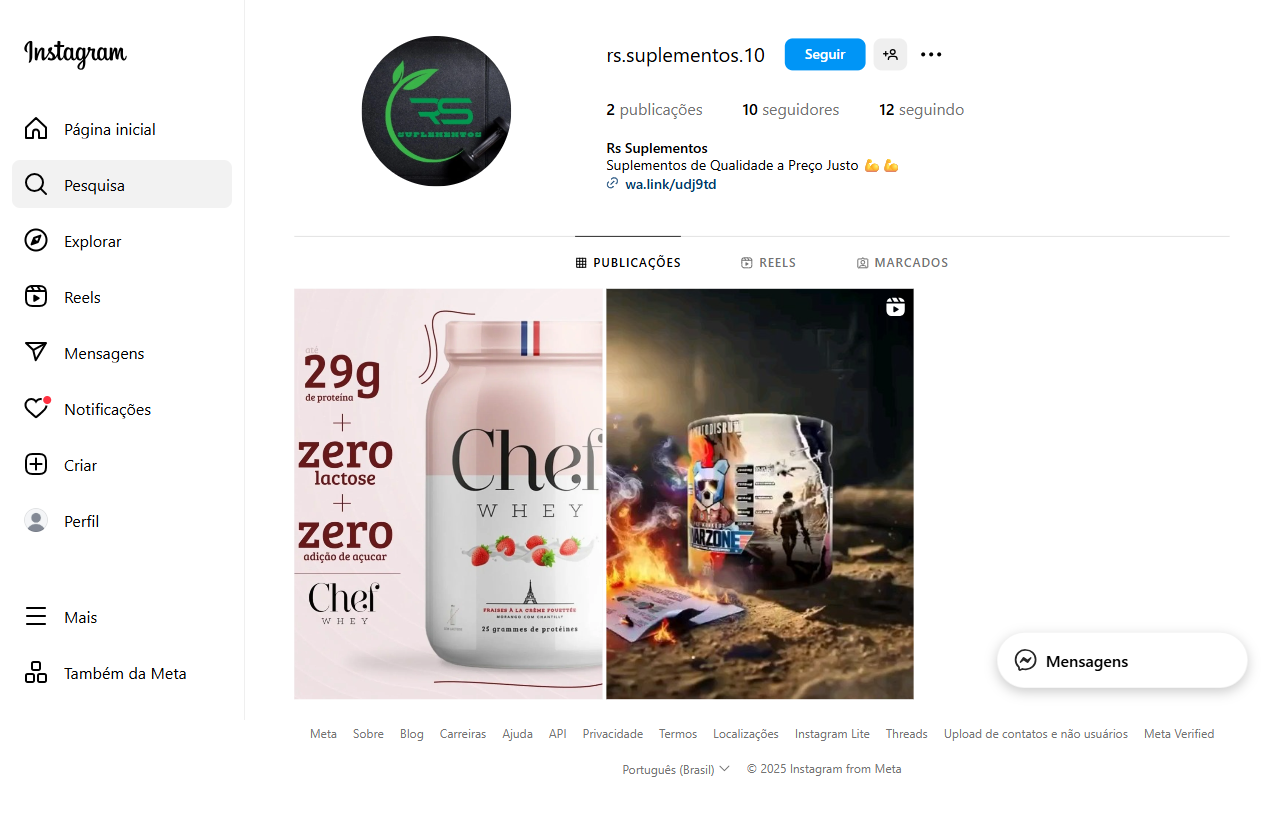 Instagram
Página inicial
Pesquisa
Explorar
Reels
Mensagens
Notificações
Criar
Perfil
Mais
Também da Meta
RS
SUPLEMENTOS
rs.suplementos.10
Seguir
2 publicações 10 seguidores 12 seguindo
Rs Suplementos
Suplementos de Qualidade a Preço Justo 💪💪
wa.link/udj9td
PUBLICAÇÕES REELS MARCADOS
até
29g
de proteína
+
zero
lactose
+
zero
adição de açucar
Chef
WHEY
Chef
WHEY
FRAISES À LA CRÈME FOUETTÉE
MORANGO COM CHANTILLY
25 grammes de protéines
WARZONE
Mensagens
Meta Sobre Blog Carreiras Ajuda API Privacidade Termos Localizações Instagram Lite Threads Upload de contatos e não usuários Meta Verified
Português (Brasil) © 2025 Instagram from Meta